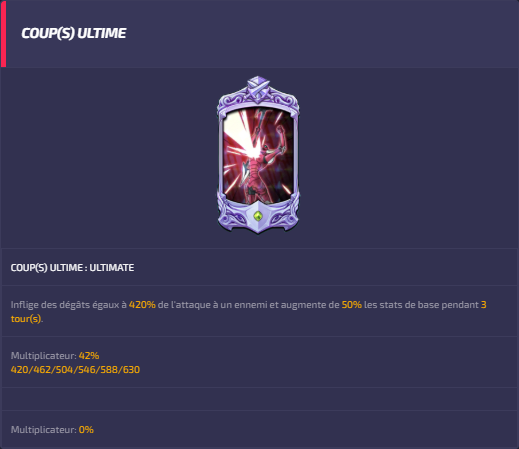 COUP(S) ULTIME
COUP(S) ULTIME : ULTIMATE
Inflige des dégâts égaux à 420% de l'attaque à un ennemi et augmente de 50% les stats de base pendant 3
tour(s).
Multiplicateur: 42%
420/462/504/546/588/630
Multiplicateur: 0%